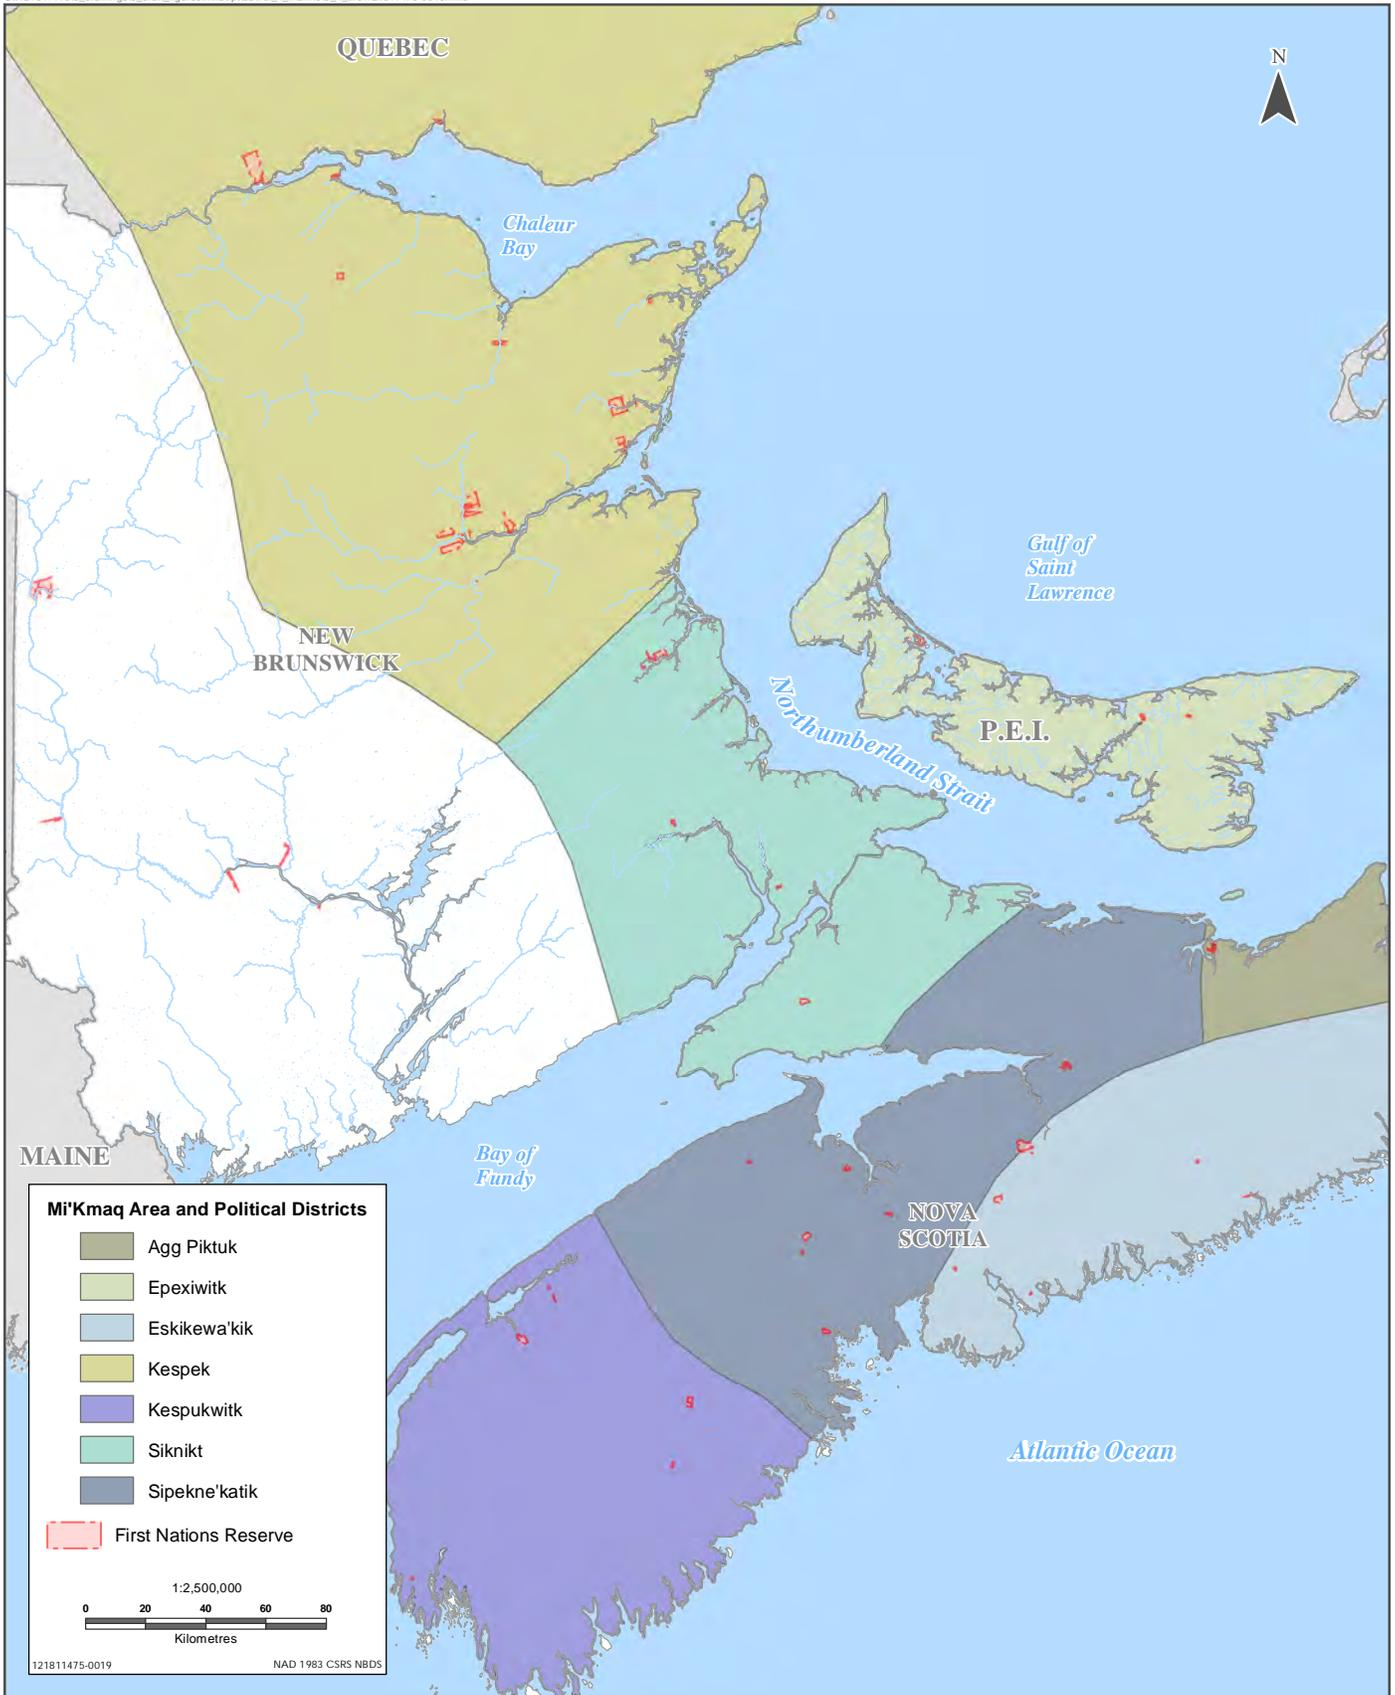 QUEBEC
N
Chaleur
Bay
Gulf of
Saint
Lawrence
NEW
BRUNSWICK
Northumberland Strait
P.E.I.
MAINE
Bay of
Fundy
NOVA
SCOTIA
Atlantic Ocean
Mi'Kmaq Area and Political Districts
Agg Piktuk
Epexiwitk
Eskikewa'kik
Kespek
Kespukwitk
Siknikt
Sipekne'katik
First Nations Reserve
1:2,500,000
0 20 40 60 80
Kilometres
121811475-0019 NAD 1983 CSRS NBDS